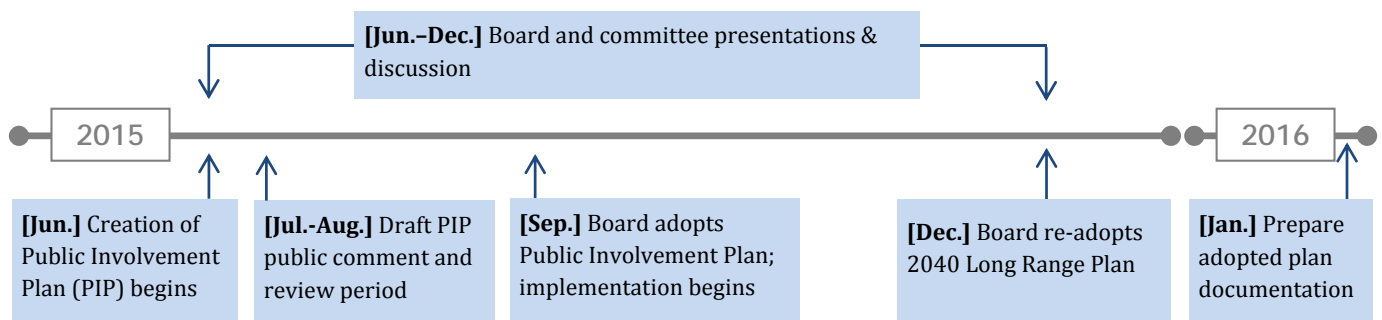 [Jun.–Dec.] Board and committee presentations &
discussion
2015
2016
[Jun.] Creation of
Public Involvement
Plan (PIP) begins
[Jul.-Aug.] Draft PIP
public comment and
review period
[Sep.] Board adopts
Public Involvement Plan;
implementation begins
[Dec.] Board re-adopts
2040 Long Range Plan
[Jan.] Prepare
adopted plan
documentation